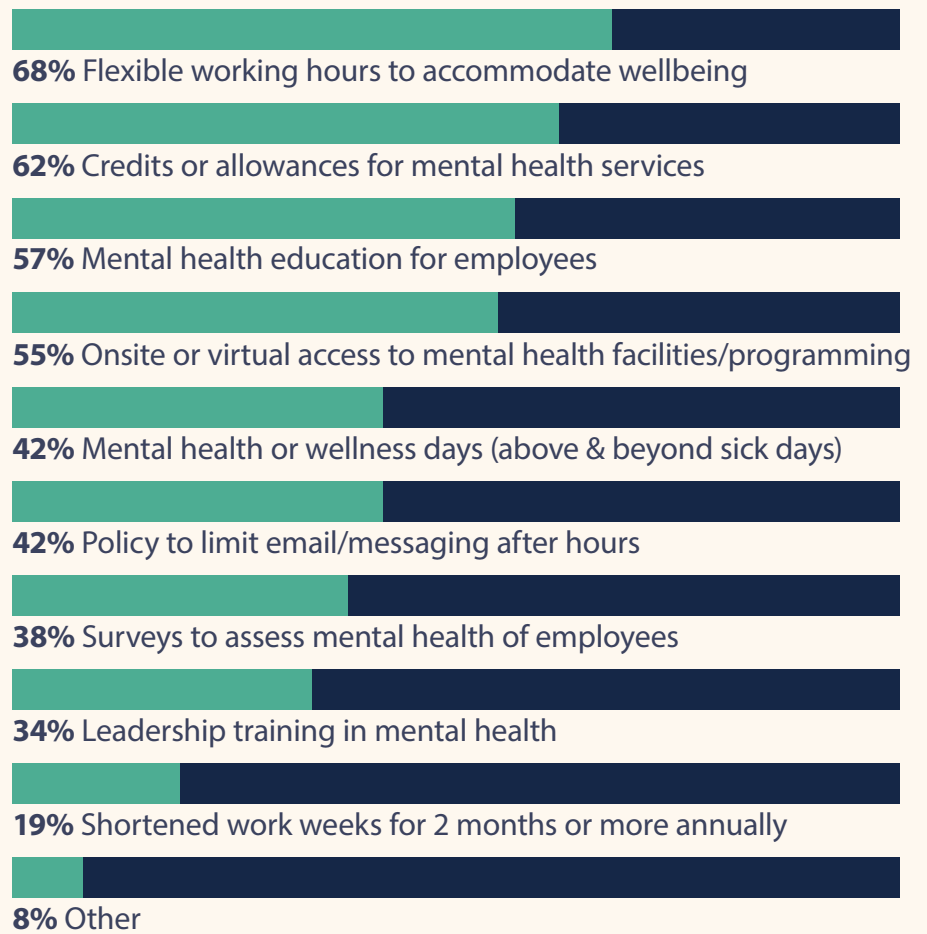 68% Flexible working hours to accommodate wellbeing
62% Credits or allowances for mental health services
57% Mental health education for employees
55% Onsite or virtual access to mental health facilities/programming
42% Mental health or wellness days (above & beyond sick days)
42% Policy to limit email/messaging after hours
38% Surveys to assess mental health of employees
34% Leadership training in mental health
19% Shortened work weeks for 2 months or more annually
8% Other